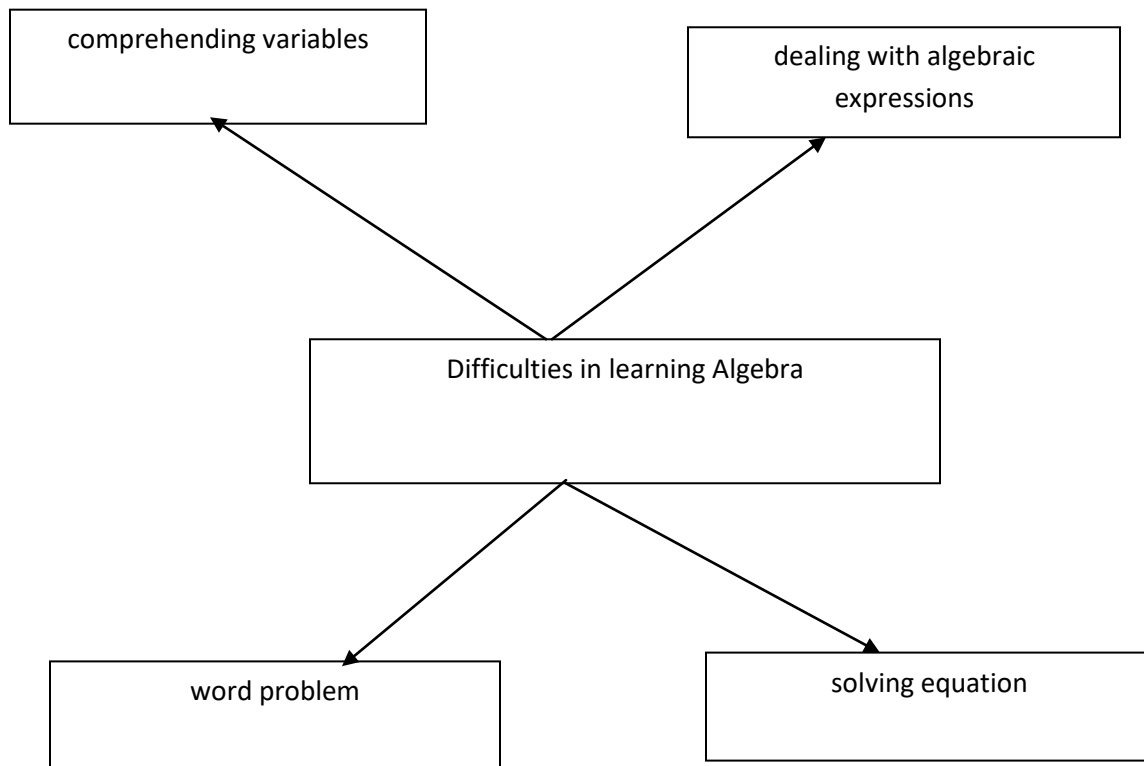 comprehending variables
dealing with algebraic
expressions
Difficulties in learning Algebra
word problem
solving equation